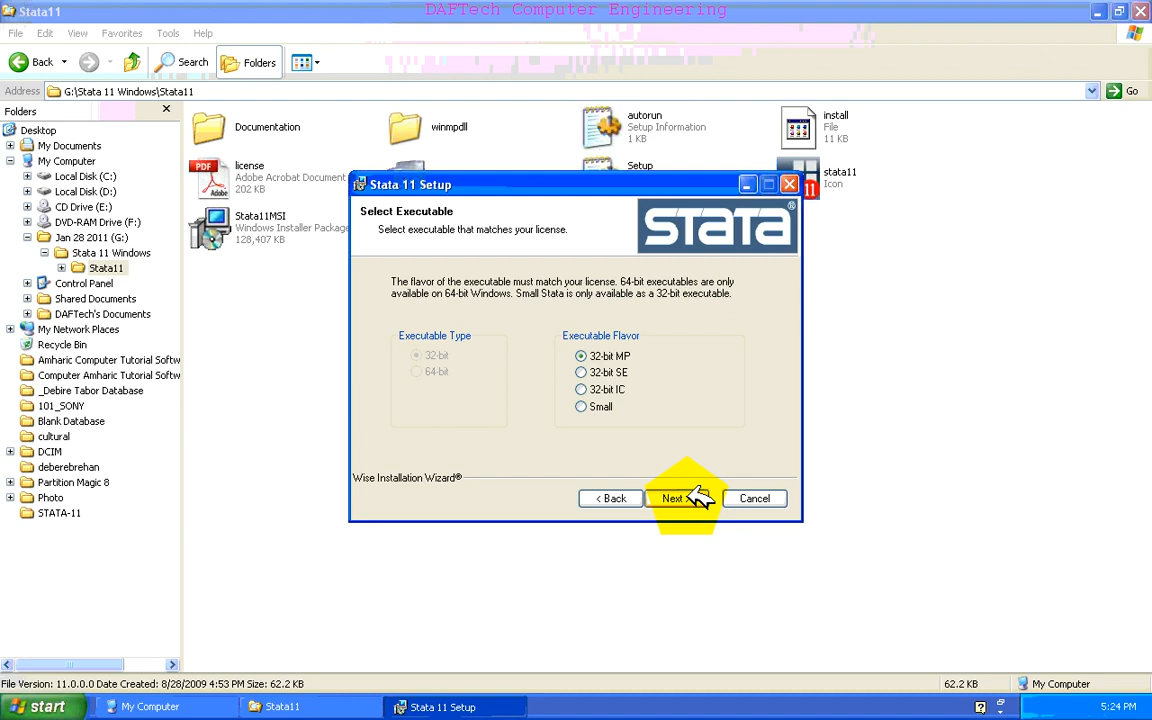 Stata11
DAFTech Computer Engineering
File Edit View Favorites Tools Help
Back Search Folders
Address G:\Stata 11 Windows\Stata11 Go
Folders
Desktop
My Documents
My Computer
Local Disk (C:)
Local Disk (D:)
CD Drive (E:)
DVD-RAM Drive (F:)
Jan 28 2011 (G:)
Stata 11 Windows
Stata11
Control Panel
Shared Documents
DAFTech's Documents
My Network Places
Recycle Bin
Amharic Computer Tutorial Softw
Computer Amharic Tutorial Softw
_Debire Tabor Database
101_SONY
Blank Database
cultural
DCIM
deberebrehan
Partition Magic 8
Photo
STATA-11
Documentation
winmpdll
autorun
Setup Information
1 KB
install
File
11 KB
license
Adobe Acrobat Document
202 KB
Setup
stata11
Icon
Stata11MSI
Windows Installer Package
128,407 KB
Stata 11 Setup
Select Executable
Select executable that matches your license.
STATA
The flavor of the executable must match your license. 64-bit executables are only
available on 64-bit Windows. Small Stata is only available as a 32-bit executable.
Executable Type
32-bit
64-bit
Executable Flavor
32-bit MP
32-bit SE
32-bit IC
Small
Wise Installation Wizard®
< Back Next Cancel
File Version: 11.0.0.0 Date Created: 8/28/2009 4:53 PM Size: 62.2 KB 62.2 KB My Computer
start My Computer Stata11 Stata 11 Setup 5:24 PM